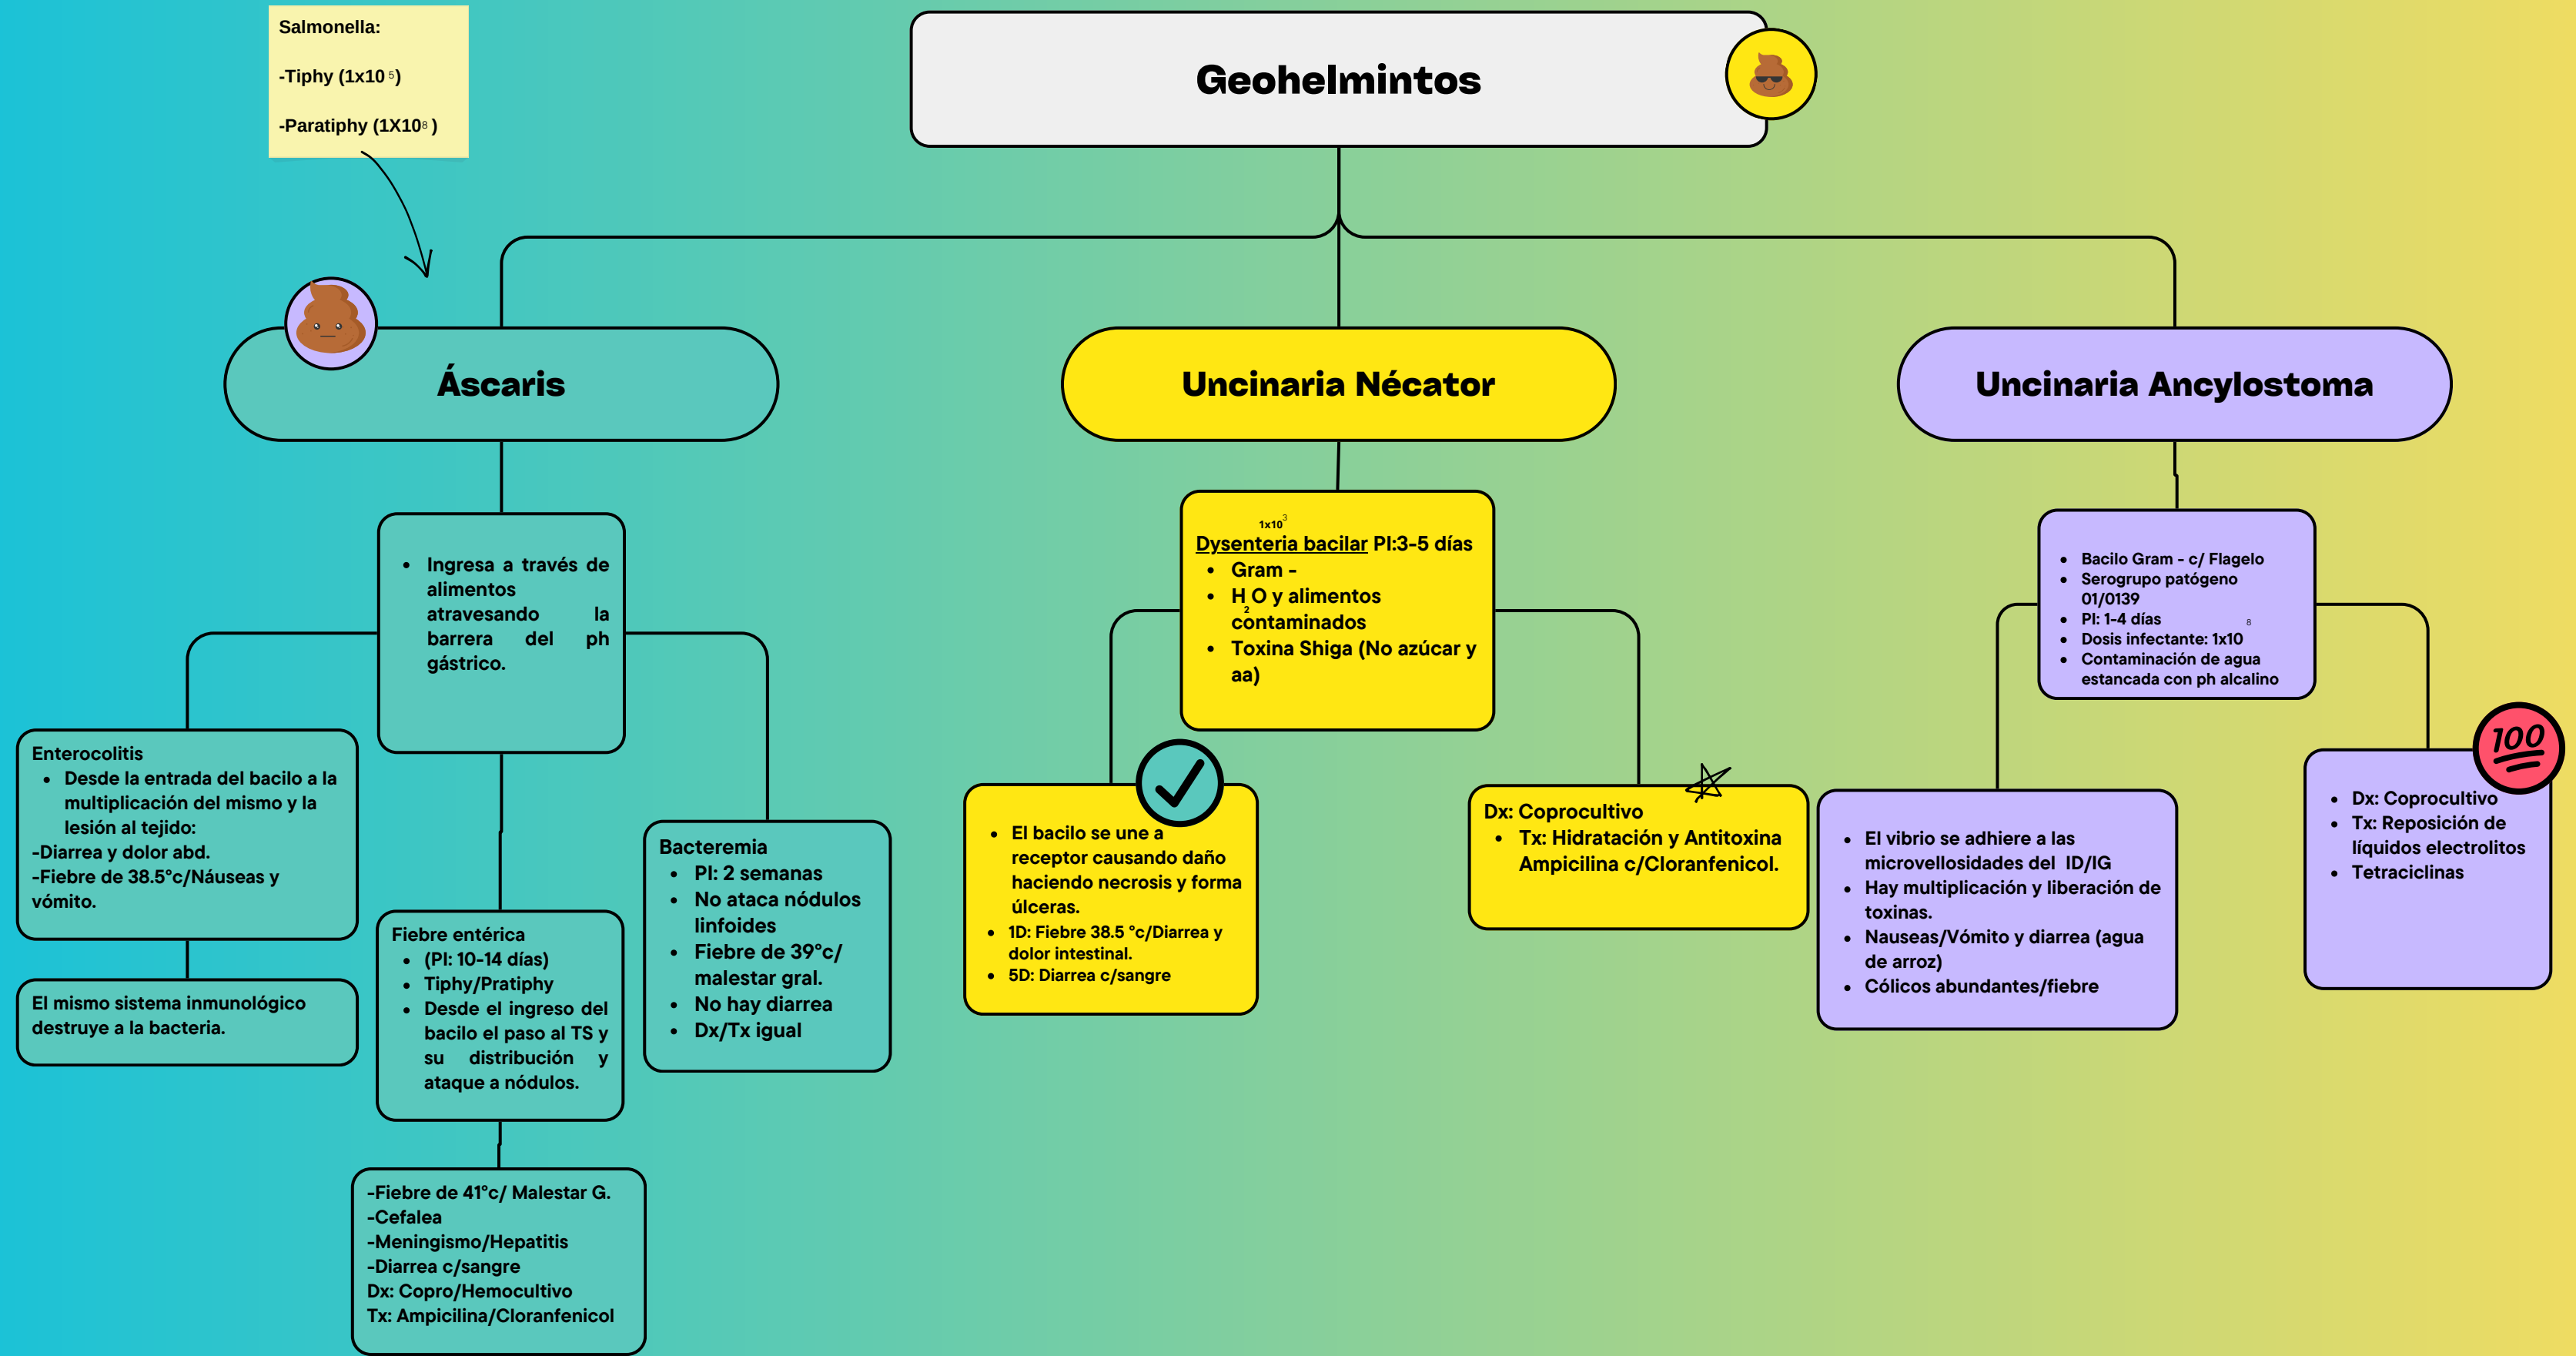 Salmonella:
-Tiphy (1x10 5)
-Paratiphy (1X10 8 )
Geohelmintos
Áscaris
Uncinaria Nécator
Uncinaria Ancylostoma
• Ingresa a través de
alimentos
atravesando la
barrera del ph
gástrico.
Enterocolitis
• Desde la entrada del bacilo a la
multiplicación del mismo y la
lesión al tejido:
-Diarrea y dolor abd.
-Fiebre de 38.5°c/Náuseas y
vómito.
El mismo sistema inmunológico
destruye a la bacteria.
Fiebre entérica
• (PI: 10-14 días)
• Tiphy/Pratiphy
• Desde el ingreso del
bacilo el paso al TS y
su distribución y
ataque a nódulos.
-Fiebre de 41°c/ Malestar G.
-Cefalea
-Meningismo/Hepatitis
-Diarrea c/sangre
Dx: Copro/Hemocultivo
Tx: Ampicilina/Cloranfenicol
Bacteremia
• PI: 2 semanas
• No ataca nódulos
linfoides
• Fiebre de 39°c/
malestar gral.
• No hay diarrea
• Dx/Tx igual
1x10 3
Dysenteria bacilar PI:3-5 días
• Gram -
• H2O y alimentos
contaminados
• Toxina Shiga (No azúcar y
aa)
• El bacilo se une a
receptor causando daño
haciendo necrosis y forma
úlceras.
• 1D: Fiebre 38.5 °c/Diarrea y
dolor intestinal.
• 5D: Diarrea c/sangre
Dx: Coprocultivo
• Tx: Hidratación y Antitoxina
Ampicilina c/Cloranfenicol.
• Bacilo Gram - c/ Flagelo
• Serogrupo patógeno
01/0139
• PI: 1-4 días
• Dosis infectante: 1x10 8
• Contaminación de agua
estancada con ph alcalino
• El vibrio se adhiere a las
microvellosidades del ID/IG
• Hay multiplicación y liberación de
toxinas.
• Nauseas/Vómito y diarrea (agua
de arroz)
• Cólicos abundantes/fiebre
100
• Dx: Coprocultivo
• Tx: Reposición de
líquidos electrolitos
• Tetraciclinas